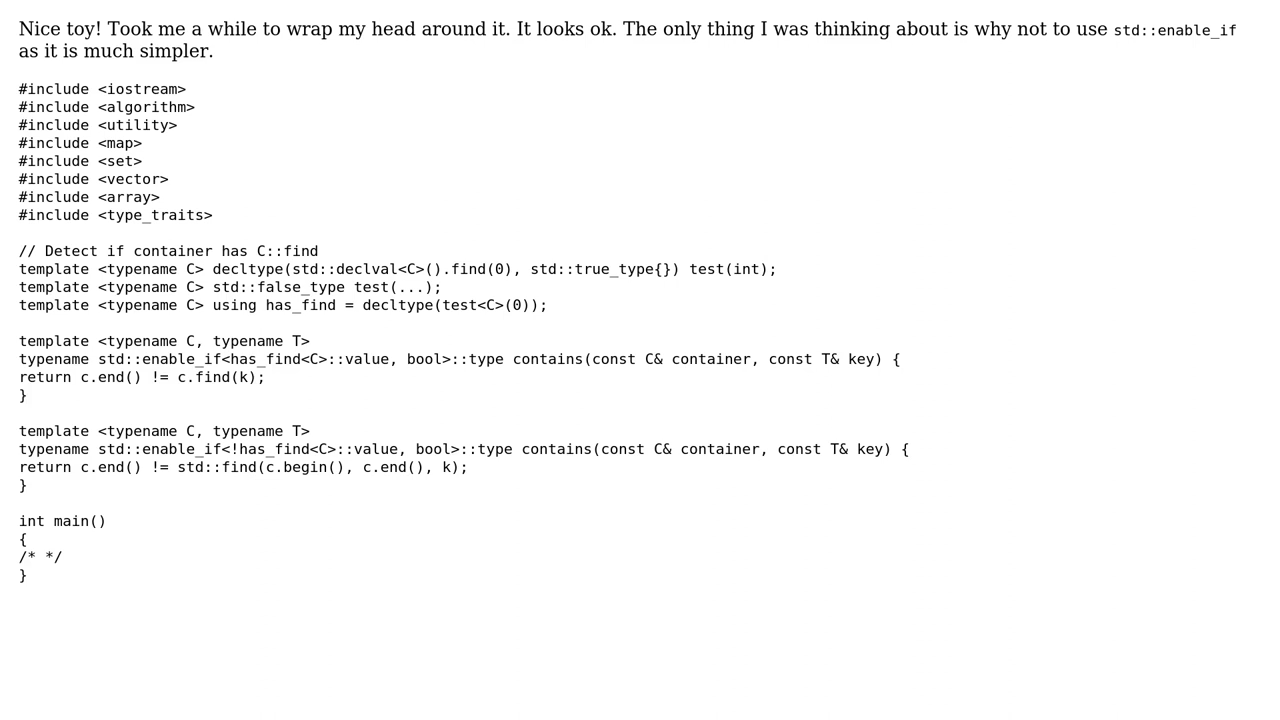 Nice toy! Took me a while to wrap my head around it. It looks ok. The only thing I was thinking about is why not to use std::enable_if
as it is much simpler.
#include <iostream>
#include <algorithm>
#include <utility>
#include <map>
#include <set>
#include <vector>
#include <array>
#include <type_traits>
// Detect if container has C::find
template <typename C> decltype(std::declval<C>().find(0), std::true_type{}) test(int);
template <typename C> std::false_type test(...);
template <typename C> using has_find = decltype(test<C>(0));
template <typename C, typename T>
typename std::enable_if<has_find<C>::value, bool>::type contains(const C& container, const T& key) {
return c.end() != c.find(k);
}
template <typename C, typename T>
typename std::enable_if<!has_find<C>::value, bool>::type contains(const C& container, const T& key) {
return c.end() != std::find(c.begin(), c.end(), k);
}
int main()
{
/* */
}